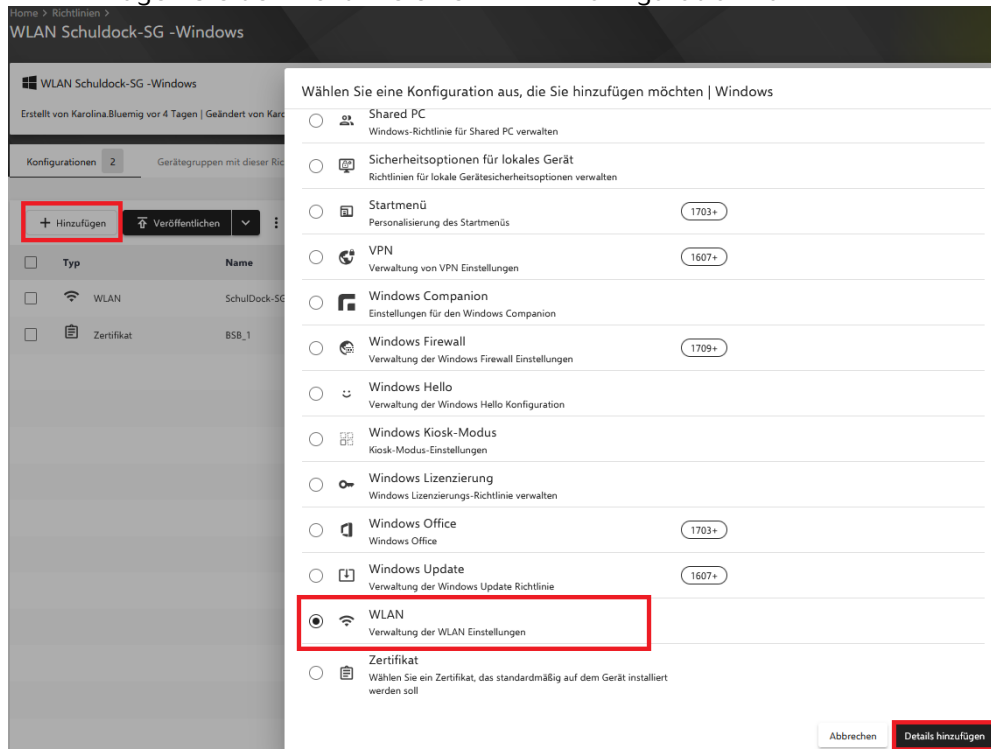 Home > Richtlinien >
WLAN Schuldock-SG -Windows
WLAN Schuldock-SG -Windows
Erstellt von Karolina.Bluemig vor 4 Tagen | Geändert von Karo
Konfigurationen 2 Gerätegruppen mit dieser Ric
+ Hinzufügen Veröffentlichen
Typ Name
WLAN SchulDock-SG
Zertifikat BSB_1
Wählen Sie eine Konfiguration aus, die Sie hinzufügen möchten | Windows
Shared PC
Windows-Richtlinie für Shared PC verwalten
Sicherheitsoptionen für lokales Gerät
Richtlinien für lokale Gerätesicherheitsoptionen verwalten
Startmenü 1703+
Personalisierung des Startmenüs
VPN 1607+
Verwaltung von VPN Einstellungen
Windows Companion
Einstellungen für den Windows Companion
Windows Firewall 1709+
Verwaltung der Windows Firewall Einstellungen
Windows Hello
Verwaltung der Windows Hello Konfiguration
Windows Kiosk-Modus
Kiosk-Modus-Einstellungen
Windows Lizenzierung
Windows Lizenzierungs-Richtlinie verwalten
Windows Office 1703+
Windows Office
Windows Update 1607+
Verwaltung der Windows Update Richtlinie
WLAN
Verwaltung der WLAN Einstellungen
Zertifikat
Wählen Sie ein Zertifikat, das standardmäßig auf dem Gerät installiert
werden soll
Abbrechen Details hinzufügen